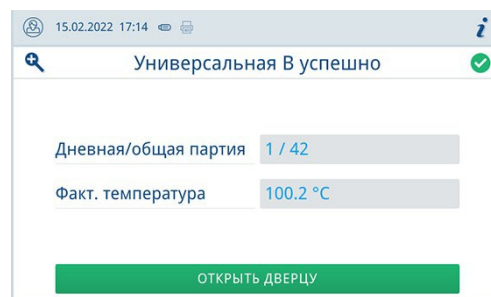 15.02.2022 17:14
i
Универсальная В успешно
Дневная/общая партия 1 / 42
Факт. температура 100.2 °C
ОТКРЫТЬ ДВЕРЦУ